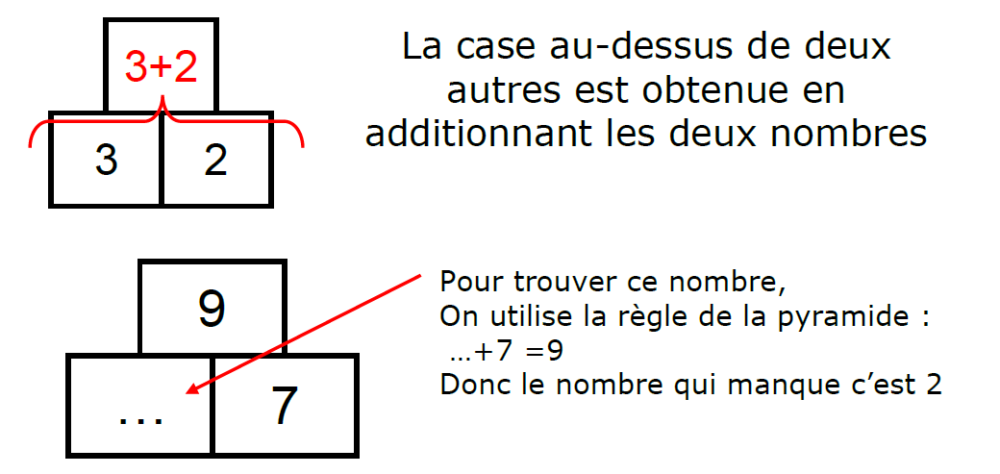 3+2
3 2
La case au-dessus de deux
autres est obtenue en
additionnant les deux nombres
9
... 7
Pour trouver ce nombre,
On utilise la règle de la pyramide :
...+7 =9
Donc le nombre qui manque c’est 2